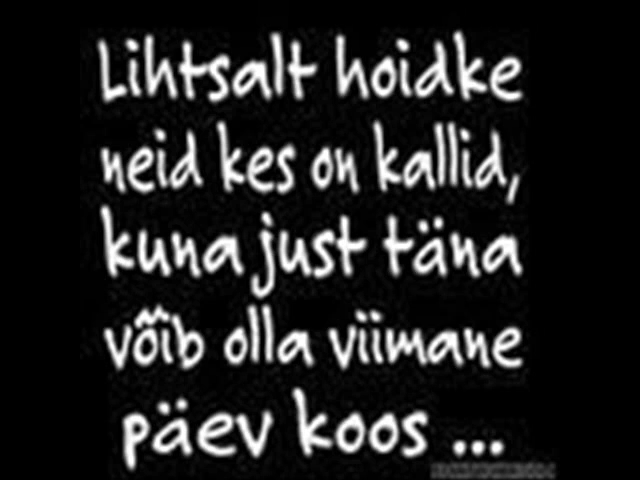 Lihtsalt hoidke
neid kes on kallid,
kuna just täna
võib olla viimane
päev koos ...